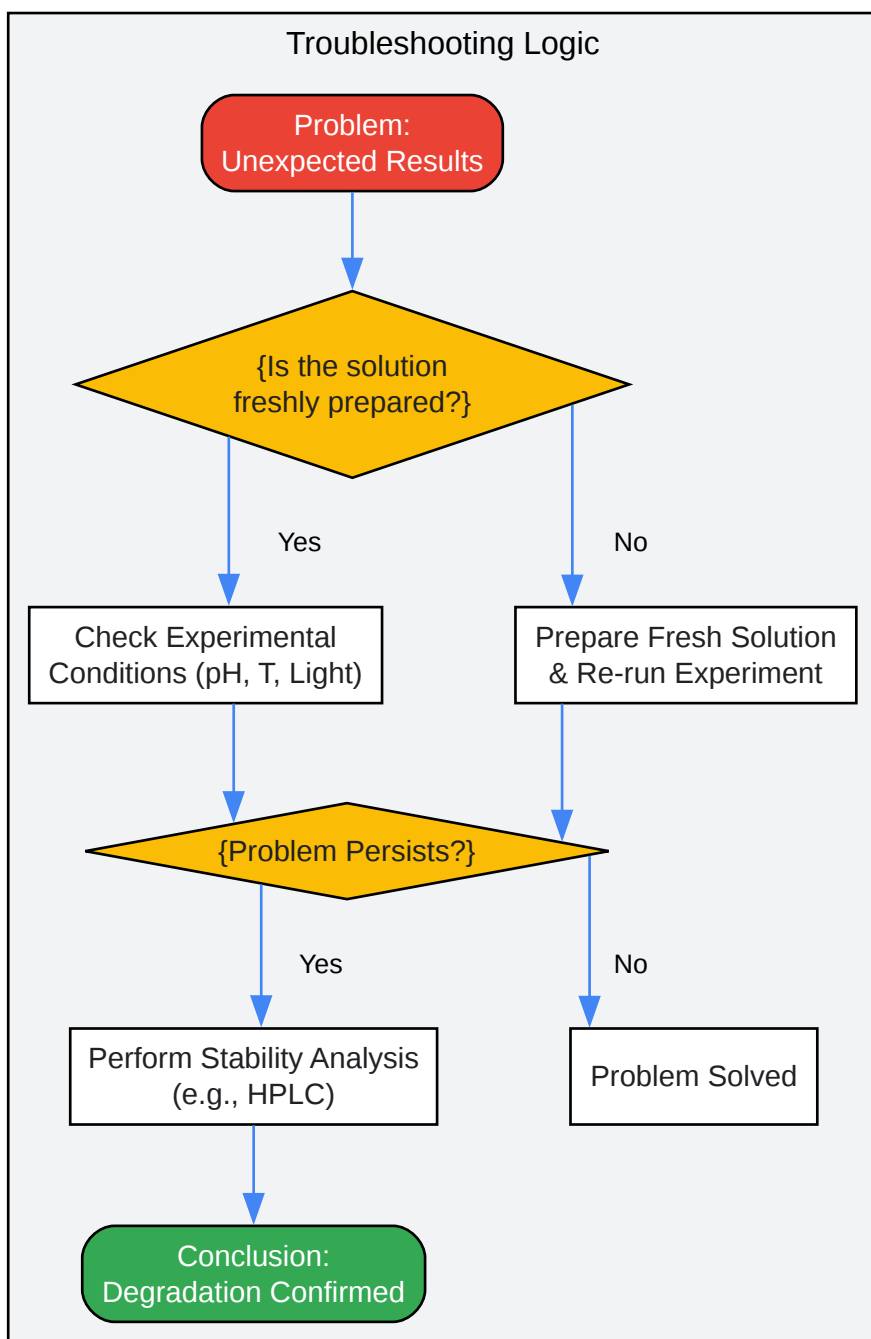 Troubleshooting Logic
Problem:
Unexpected Results
{Is the solution
freshly prepared?}
Yes
No
Check Experimental
Conditions (pH, T, Light)
Prepare Fresh Solution
& Re-run Experiment
{Problem Persists?}
Yes
No
Perform Stability Analysis
(e.g., HPLC)
Problem Solved
Conclusion:
Degradation Confirmed